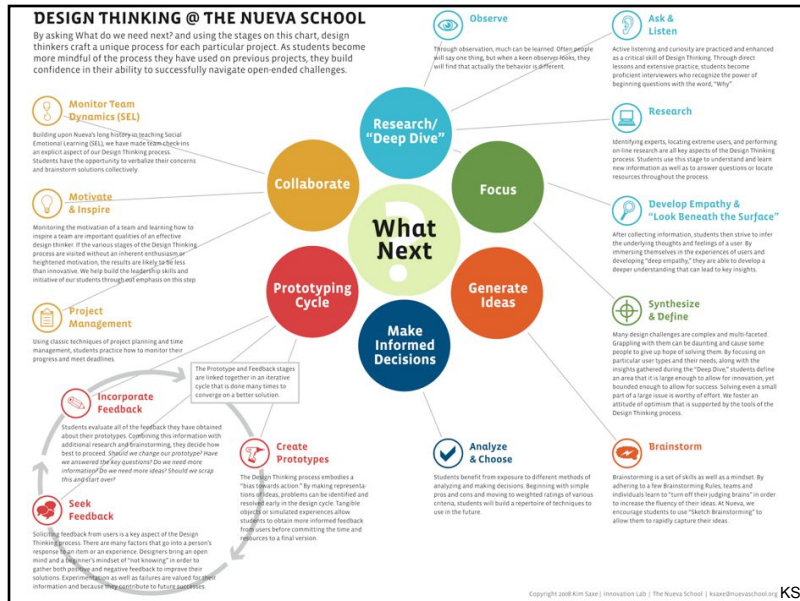 DESIGN THINKING @ THE NUEVA SCHOOL
By asking What do we need next? and using the stages on this chart, design
thinkers craft a unique process for each particular project. As students become
more mindful of the process they have used on previous projects, they build
confidence in their ability to successfully navigate open-ended challenges.
Monitor Team
Dynamics (SEL)
Building upon Nueva's long history in teaching Social
Emotional Learning (SEL), we have made team check-ins
an explicit aspect of our Design Thinking process.
Students have the opportunity to verbalize their concerns
and brainstorm solutions collectively.
Motivate
& Inspire
Monitoring the motivation of a team and learning how to
inspire a team are important qualities of an effective
design thinker. If the various stages of the Design Thinking
process are visited without an inherent enthusiasm or
heightened motivation, the results are likely to be less
than innovative. We help build the leadership skills and
initiative of our students through out emphasis on this step.
Project
Management
Using classic techniques of project planning and time
management, students practice how to monitor their
progress and meet deadlines.
The Prototype and Feedback stages
are linked together in an iterative
cycle that is done many times to
converge on a better solution.
Incorporate
Feedback
Students evaluate all of the feedback they have obtained
about their prototypes. Combining this information with
additional research and brainstorming, they decide how
best to proceed. Should we change our prototype? Have
we answered the key questions? Do we need more
information? Do we need more ideas? Should we scrap
this and start over?
Seek
Feedback
Soliciting feedback from users is a key aspect of the Design
Thinking process. There are many factors that go into a person's
response to an item or an experience. Designers bring an open
mind and a beginner's mindset of "not knowing" in order to
gather both positive and negative feedback to improve their
solutions. Experimentation as well as failures are valued for their
information and because they contribute to future successes.
Research/
"Deep Dive"
Collaborate
Focus
?
What
Next
Prototyping
Cycle
Generate
Ideas
Make
Informed
Decisions
Create
Prototypes
The Design Thinking process embodies a
"bias towards action." By making representa-
tions of ideas, problems can be identified and
resolved early in the design cycle. Tangible
objects or simulated experiences allow
students to obtain more informed feedback
from users before committing the time and
resources to a final version.
Analyze
& Choose
Students benefit from exposure to different methods of
analyzing and making decisions. Beginning with simple
pros and cons and moving to weighted ratings of various
criteria, students will build a repertoire of techniques to
use in the future.
Observe
Through observation, much can be learned. Often people
will say one thing, but when a keen observer looks, they
will find that actually the behavior is different.
Ask &
Listen
Active listening and curiosity are practiced and enhanced
as a critical skill of Design Thinking. Through direct
lessons and extensive practice, students become
proficient interviewers who recognize the power of
beginning questions with the word, "Why".
Research
Identifying experts, locating extreme users, and performing
on-line research are all key aspects of the Design Thinking
process. Students use this stage to understand and learn
new information as well as to answer questions or locate
resources throughout the process.
Develop Empathy &
"Look Beneath the Surface"
After collecting information, students then strive to infer
the underlying thoughts and feelings of a user. By
immersing themselves in the experiences of users and
developing "deep empathy," they are able to develop a
deeper understanding that can lead to key insights.
Synthesize
& Define
Many design challenges are complex and multi-faceted.
Grappling with them can be daunting and cause some
people to give up hope of solving them. By focusing on
particular user types and their needs, along with the
insights gathered during the "Deep Dive," students define
an area that is large enough to allow for innovation, yet
bounded enough to allow for success. Solving even a small
part of a large issue is worthy of effort. We foster an
attitude of optimism that is supported by the tools of the
Design Thinking process.
Brainstorm
Brainstorming is a set of skills as well as a mindset. By
adhering to a few Brainstorming Rules, teams and
individuals learn to "turn off their judging brains" in order
to increase the fluency of their ideas. At Nueva, we
encourage students to use "Sketch Brainstorming" to
allow them to rapidly capture their ideas.
Copyright 2008 Kim Saxe| Innovation Lab | The Nueva School | ksaxe@nuevaschool.org
KS